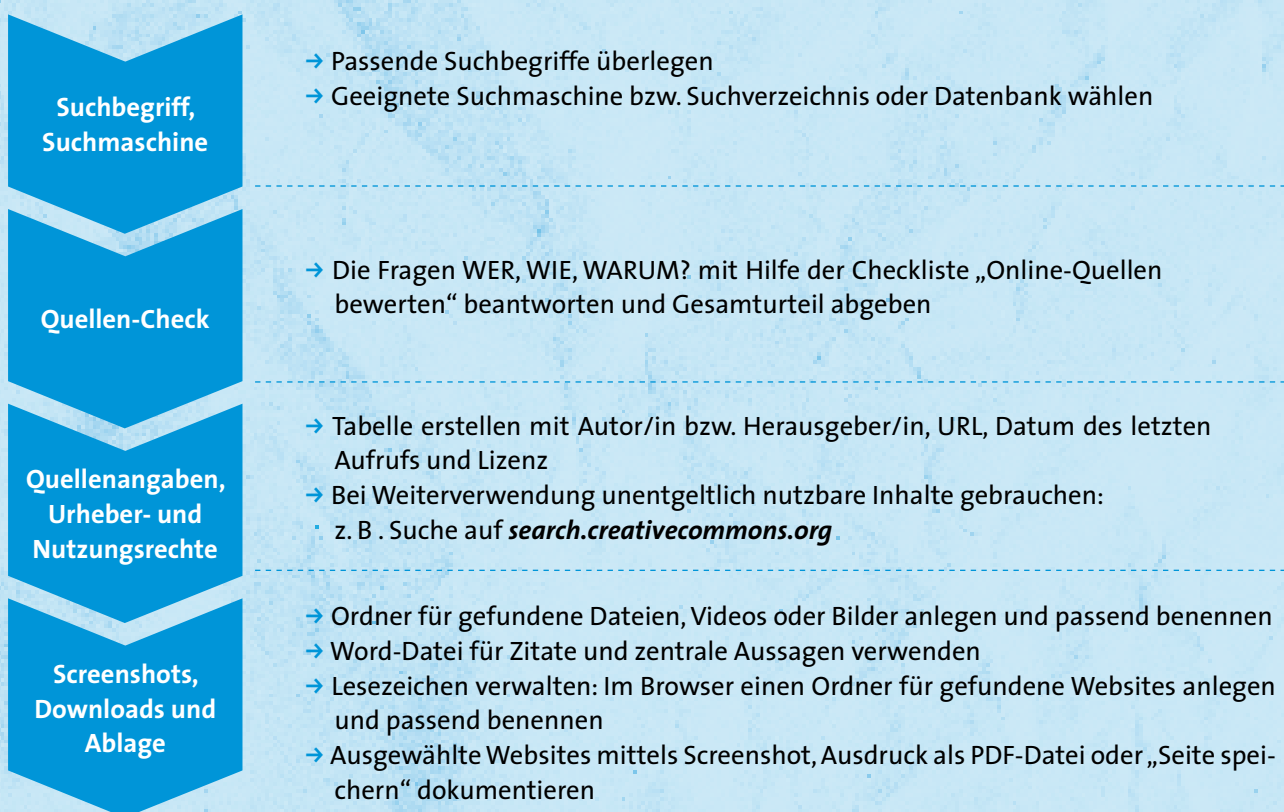 Suchbegriff,
Suchmaschine
→ Passende Suchbegriffe überlegen
→ Geeignete Suchmaschine bzw. Suchverzeichnis oder Datenbank wählen
Quellen-Check
→ Die Fragen WER, WIE, WARUM? mit Hilfe der Checkliste „Online-Quellen
bewerten“ beantworten und Gesamturteil abgeben
Quellenangaben,
Urheber- und
Nutzungsrechte
→ Tabelle erstellen mit Autor/in bzw. Herausgeber/in, URL, Datum des letzten
Aufrufs und Lizenz
→ Bei Weiterverwendung unentgeltlich nutzbare Inhalte gebrauchen:
z. B . Suche auf search.creativecommons.org
Screenshots,
Downloads und
Ablage
→ Ordner für gefundene Dateien, Videos oder Bilder anlegen und passend benennen
→ Word-Datei für Zitate und zentrale Aussagen verwenden
→ Lesezeichen verwalten: Im Browser einen Ordner für gefundene Websites anlegen
und passend benennen
→ Ausgewählte Websites mittels Screenshot, Ausdruck als PDF-Datei oder „Seite spei-
chern“ dokumentieren